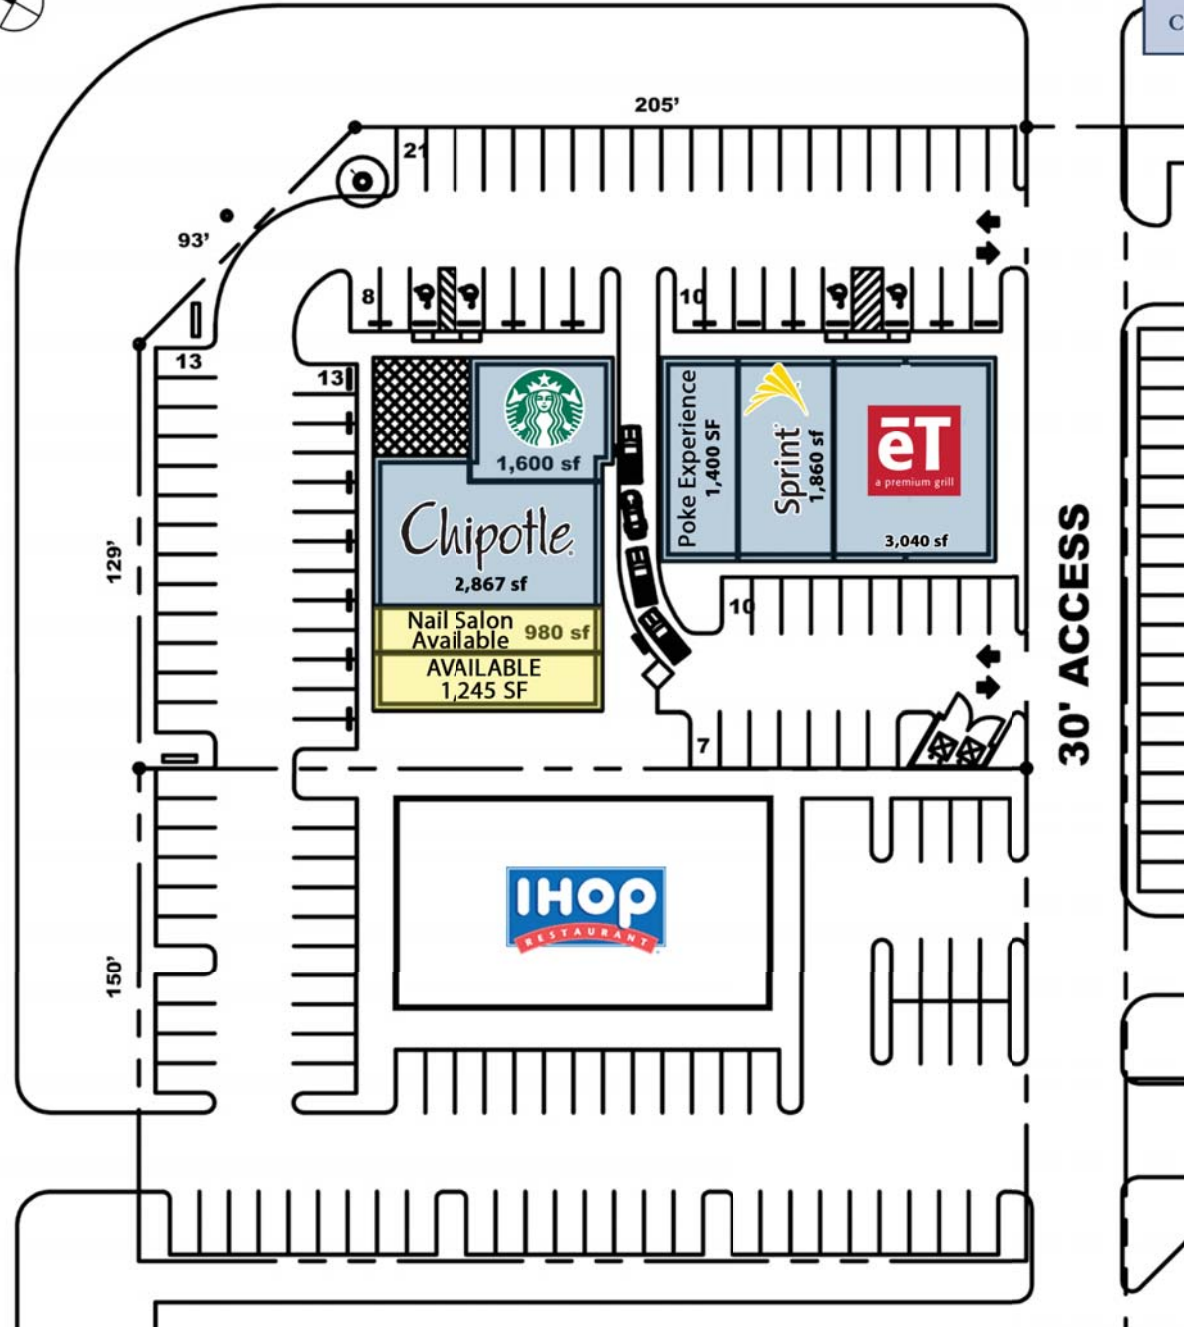 C
205'
21
93'
8
10
13
13
1,600 sf
Poke Experience
1,400 SF
Sprint
1,860 sf
ēT
a premium grill
3,040 sf
Chipotle
2,867 sf
129'
Nail Salon
Available
980 sf
AVAILABLE
1,245 SF
10
7
30' ACCESS
IHOP
RESTAURANT
150'